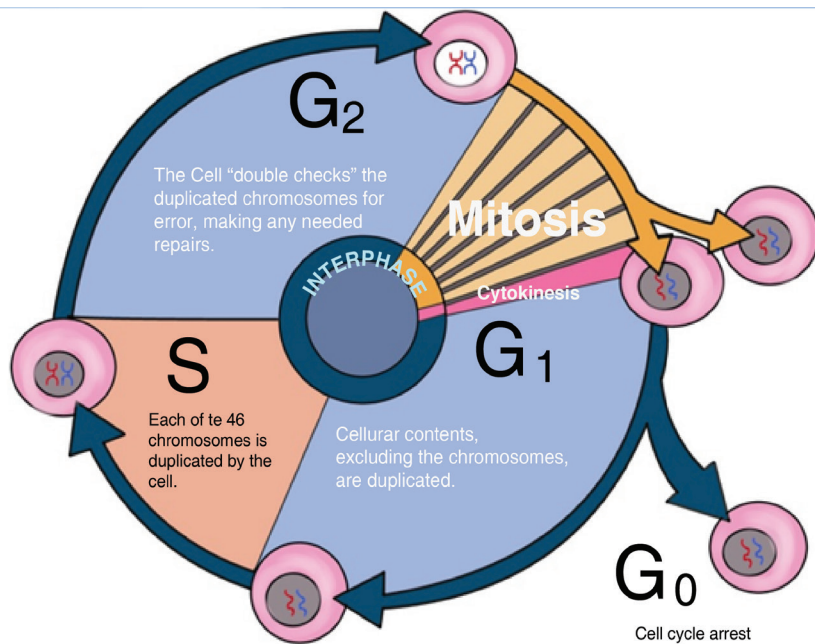 G2
The Cell “double checks” the
duplicated chromosomes for
error, making any needed
repairs.
Mitosis
INTERPHASE
Cytokinesis
G1
S
Each of te 46
chromosomes is
duplicated by the
cell.
Cellurar contents,
excluding the chromosomes,
are duplicated.
G0
Cell cycle arrest